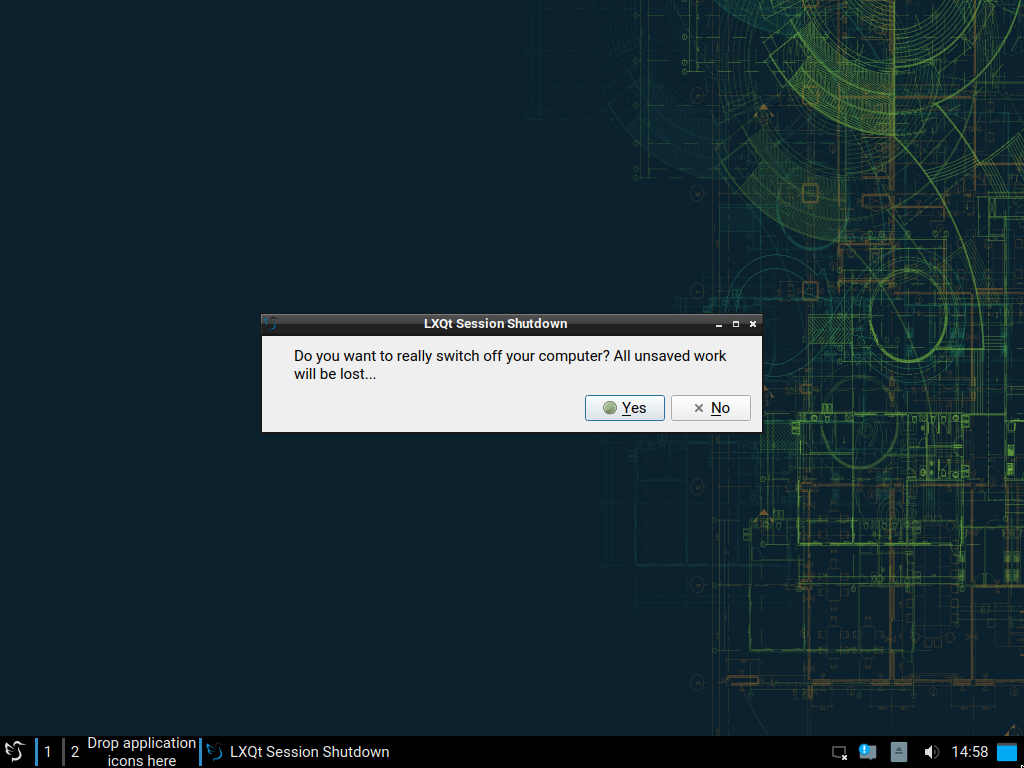 LXQt Session Shutdown
Do you want to really switch off your computer? All unsaved work
will be lost...
Yes
No
1
2
Drop application
icons here
LXQt Session Shutdown
14:58